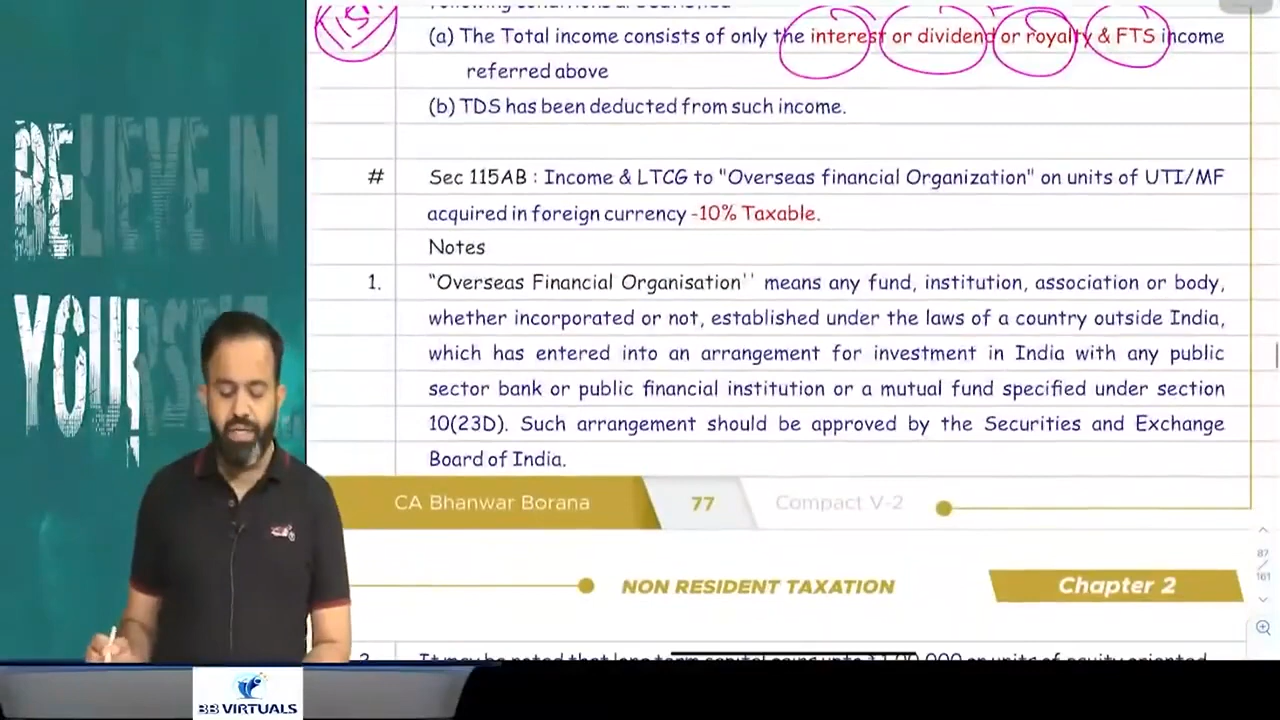 (a) The Total income consists of only the interest or dividend or royalty & FTS income
referred above
(b) TDS has been deducted from such income.
# Sec 115AB : Income & LTCG to "Overseas financial Organization" on units of UTI/MF
acquired in foreign currency -10% Taxable.
Notes
1. “Overseas Financial Organisation'' means any fund, institution, association or body,
whether incorporated or not, established under the laws of a country outside India,
which has entered into an arrangement for investment in India with any public
sector bank or public financial institution or a mutual fund specified under section
10(23D). Such arrangement should be approved by the Securities and Exchange
Board of India.
CA Bhanwar Borana 77 Compact V-2
NON RESIDENT TAXATION Chapter 2
87
/
161
BELIEVE IN
YOURSELF
BB VIRTUALS